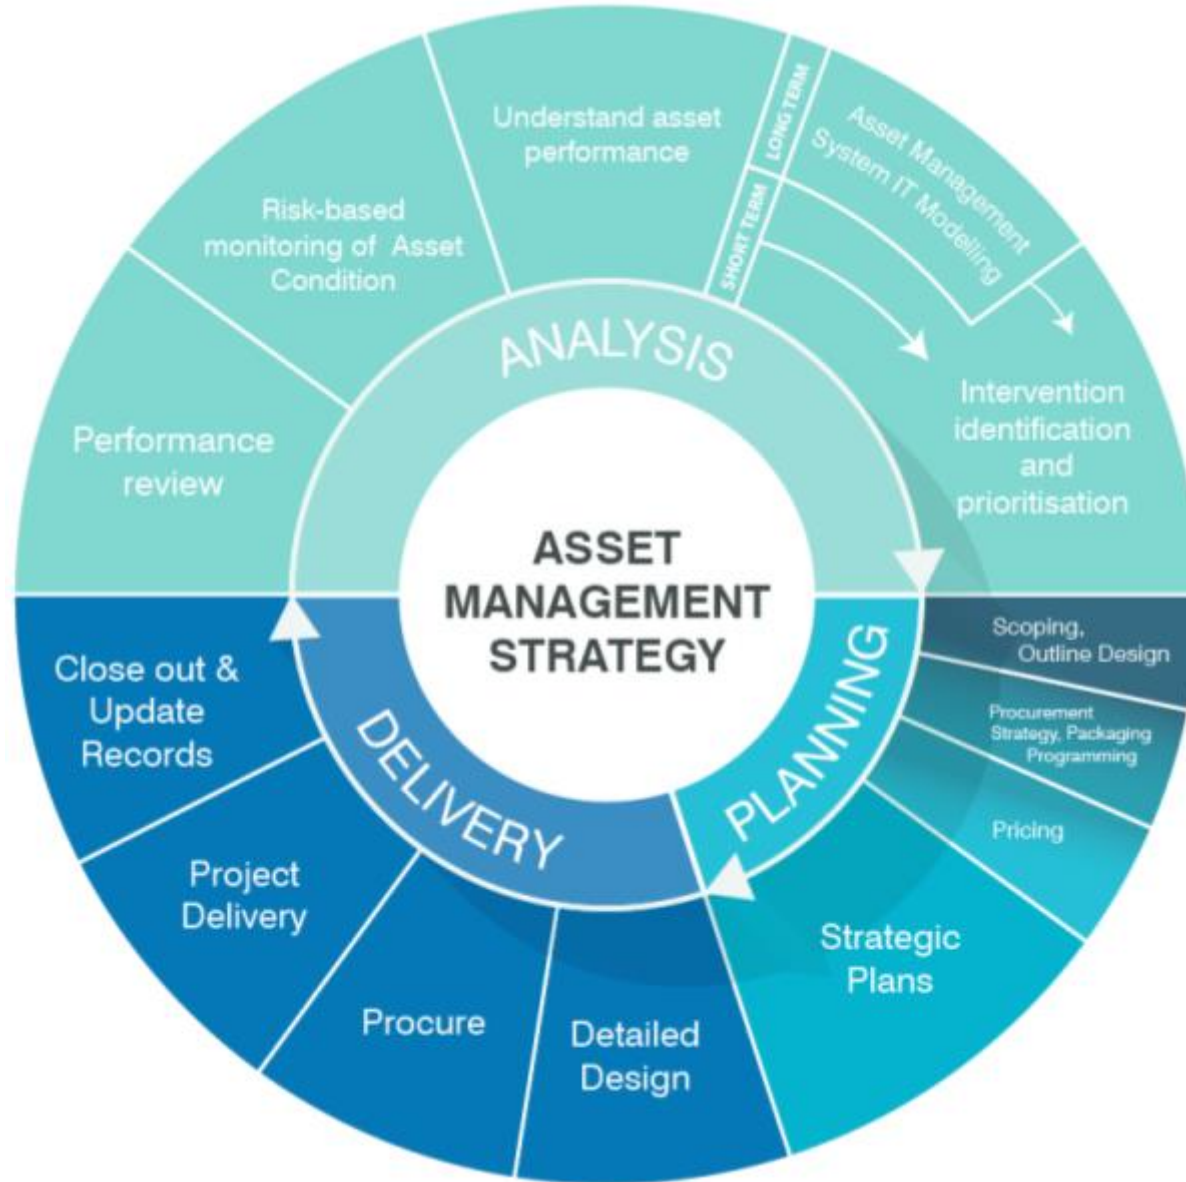 ASSET
MANAGEMENT
STRATEGY
ANALYSIS
Performance
review
Risk-based
monitoring of Asset
Condition
Understand asset
performance
LONG TERM
SHORT TERM
Asset Management
System IT Modelling
Intervention
identification
and
prioritisation
PLANNING
Scoping,
Outline Design
Procurement
Strategy, Packaging
Programming
Pricing
Strategic
Plans
DELIVERY
Detailed
Design
Procure
Project
Delivery
Close out &
Update
Records